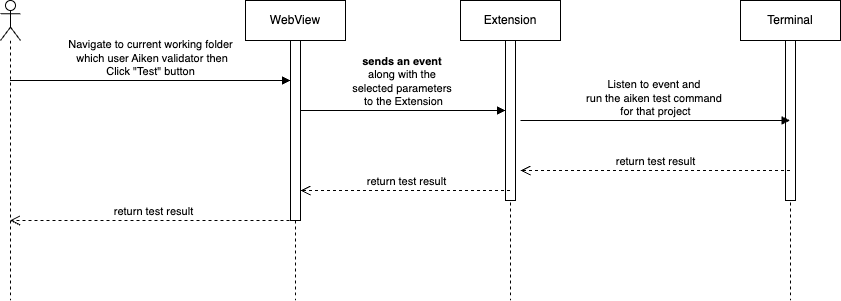 WebView
Extension
Terminal
Navigate to current working folder
which user Aiken validator then
Click "Test" button
sends an event
along with the
selected parameters
to the Extension
Listen to event and
run the aiken test command
for that project
return test result
return test result
return test result